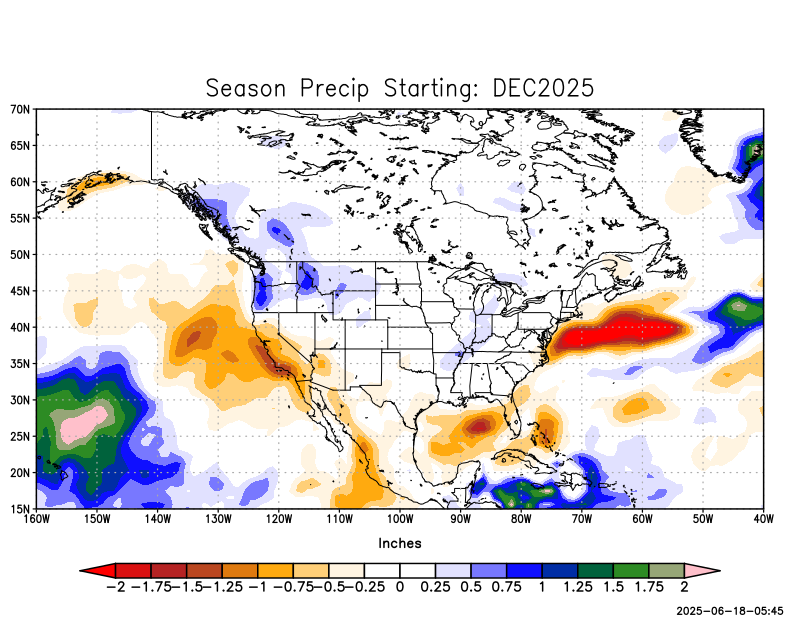 Season Precip Starting: DEC2025
70N
65N
60N
55N
50N
45N
40N
35N
30N
25N
20N
15N
160W 150W 140W 130W 120W 110W 100W 90W 80W 70W 60W 50W 40W
Inches
-2 -1.75 -1.5 -1.25 -1 -0.75 -0.5 -0.25 0 0.25 0.5 0.75 1 1.25 1.5 1.75 2
2025-06-18-05:45